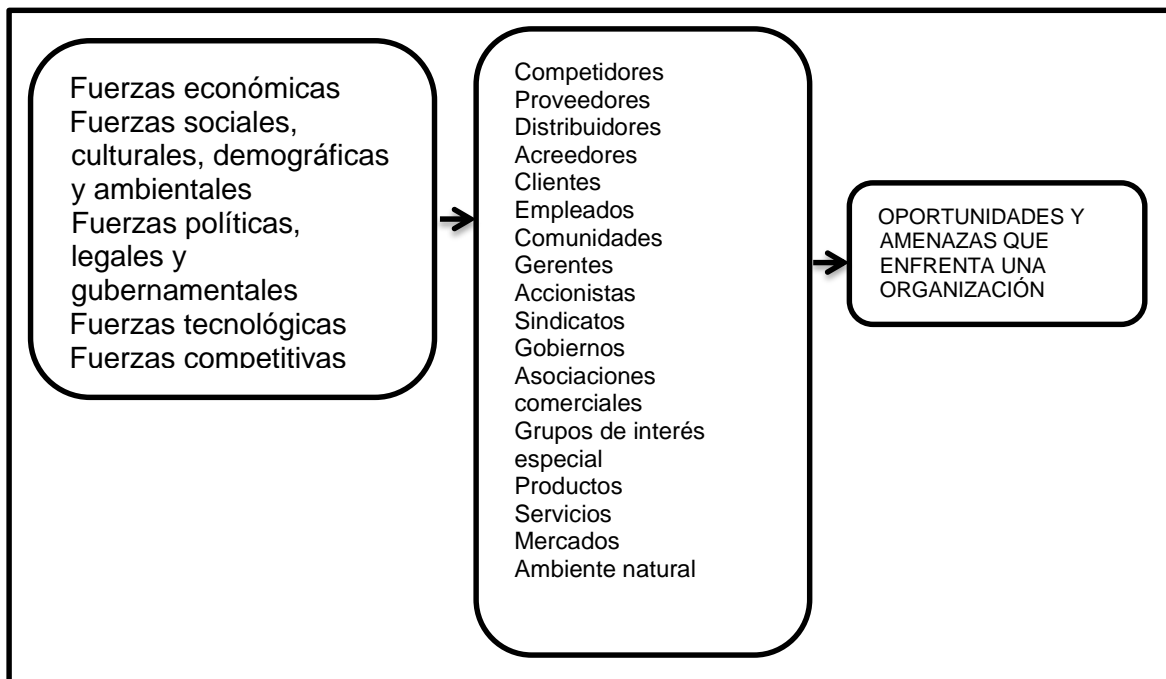 Fuerzas económicas
Fuerzas sociales,
culturales, demográficas
y ambientales
Fuerzas políticas,
legales y
gubernamentales
Fuerzas tecnológicas
Fuerzas competitivas
Competidores
Proveedores
Distribuidores
Acreedores
Clientes
Empleados
Comunidades
Gerentes
Accionistas
Sindicatos
Gobiernos
Asociaciones
comerciales
Grupos de interés
especial
Productos
Servicios
Mercados
Ambiente natural
OPORTUNIDADES Y
AMENAZAS QUE
ENFRENTA UNA
ORGANIZACIÓN